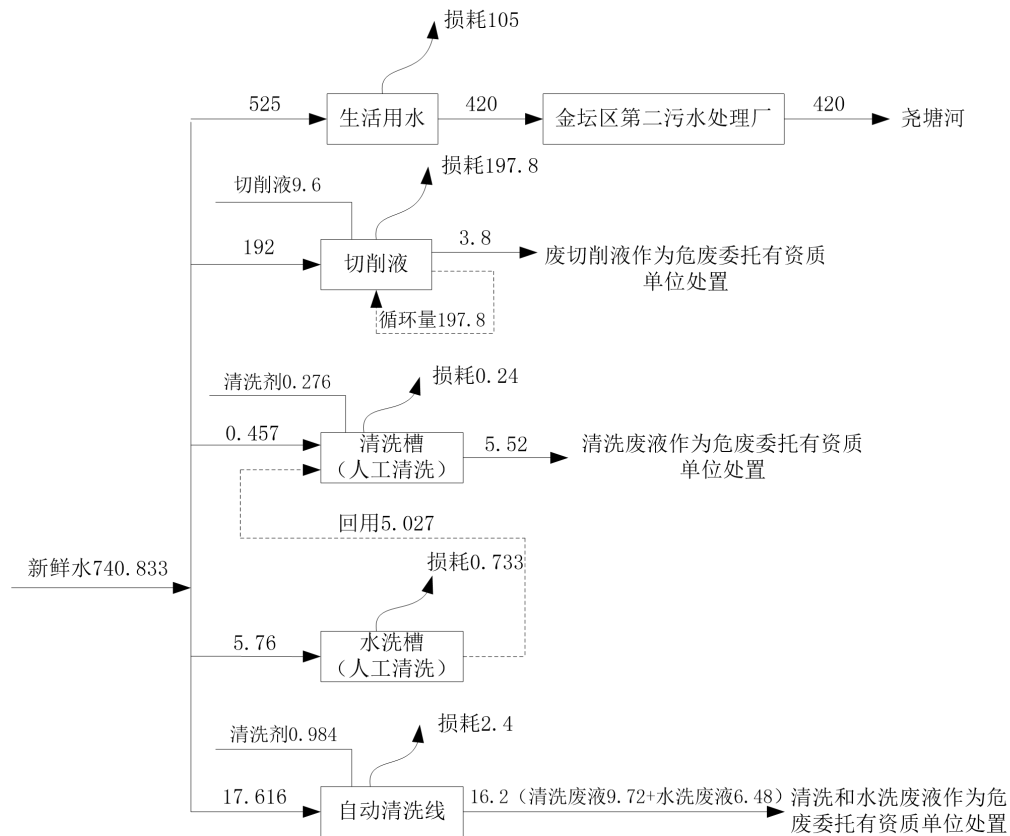 损耗105
525
生活用水
420
金坛区第二污水处理厂
420
尧塘河
损耗197.8
切削液9.6
192
切削液
3.8
废切削液作为危废委托有资质
单位处置
循环量197.8
清洗剂0.276
损耗0.24
0.457
清洗槽
（人工清洗）
5.52
清洗废液作为危废委托有资质
单位处置
回用5.027
新鲜水740.833
损耗0.733
5.76
水洗槽
（人工清洗）
清洗剂0.984
损耗2.4
17.616
自动清洗线
16.2（清洗废液9.72+水洗废液6.48）
清洗和水洗废液作为危
废委托有资质单位处置